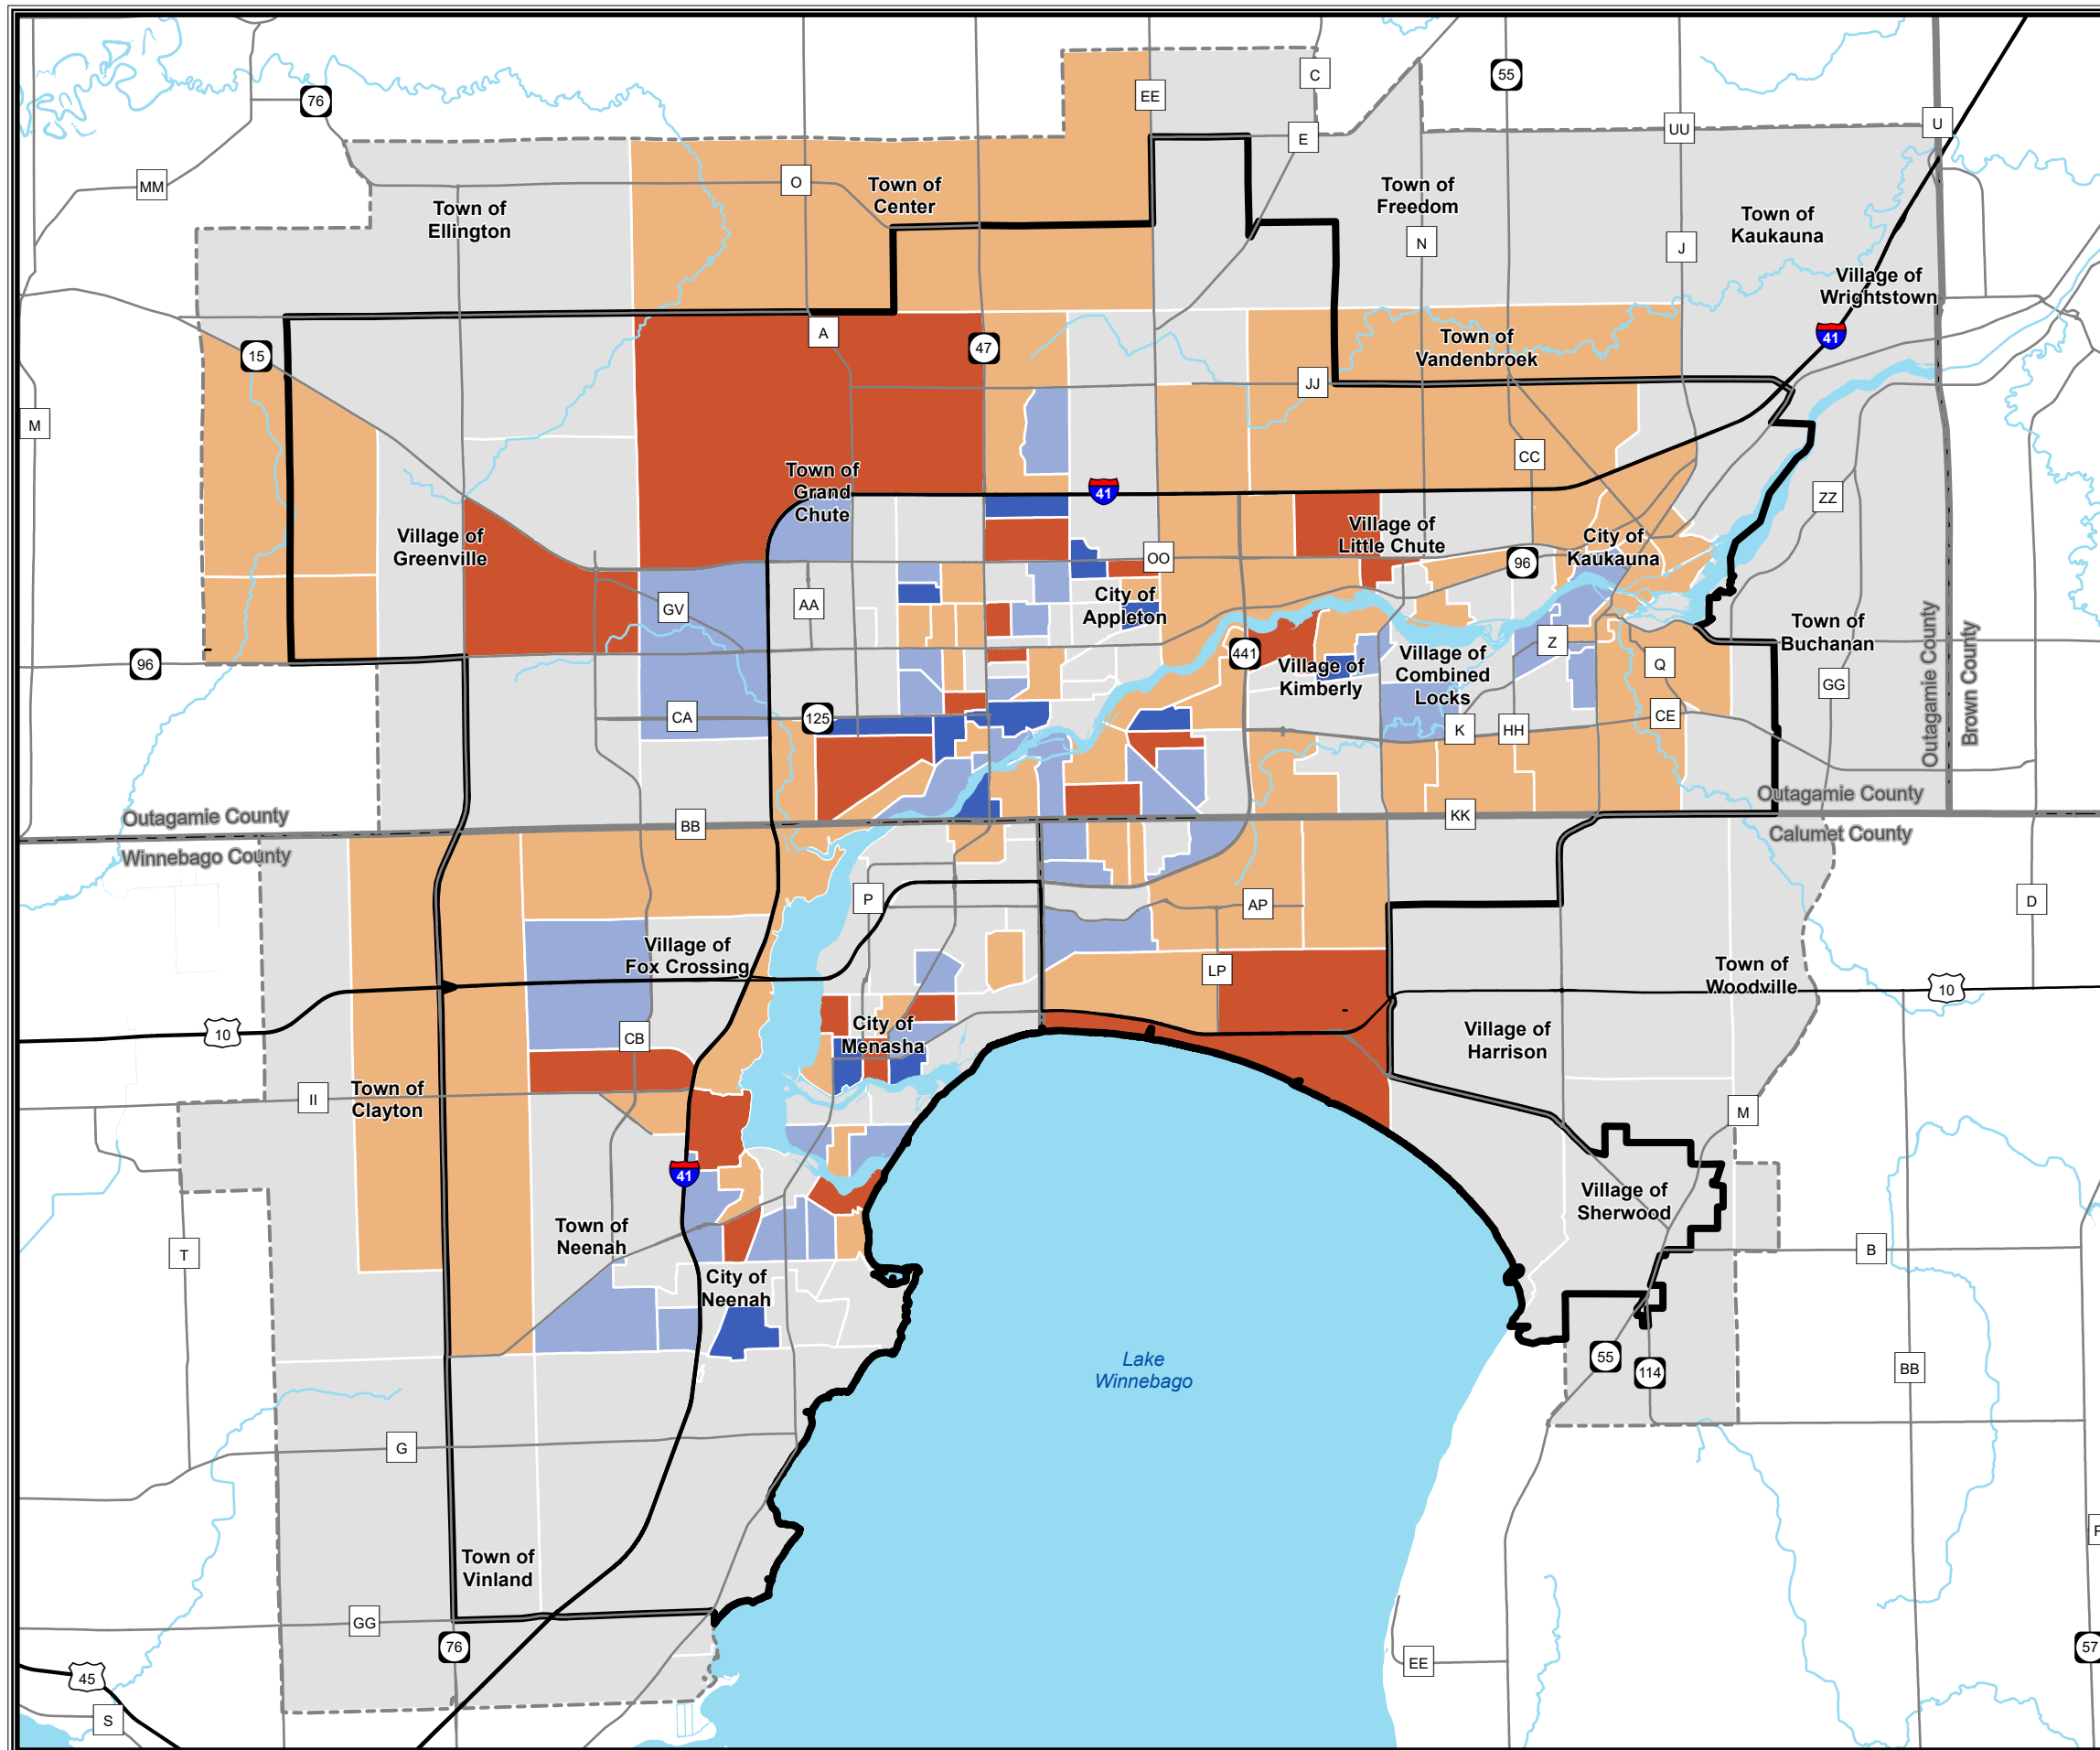 C
55
EE
76
U
UU
E
MM
O
Town of
Center
Town of
Freedom
Town of
Ellington
Town of
Kaukauna
N
J
Village of
Wrightstown
A
41
15
47
Town of
Vandenbroek
JJ
M
CC
Town of
Grand
Chute
41
ZZ
Village of
Greenville
Village of
Little Chute
City of
Kaukauna
OO
96
GV
AA
City of
Appleton
Z
Town of
Buchanan
441
Village of
Kimberly
Village of
Combined
Locks
Q
96
GG
Outagamie County
Brown County
CA
125
K
HH
CE
Outagamie County
Winnebago County
BB
KK
Outagamie County
Calumet County
P
AP
D
Village of
Fox Crossing
LP
Town of
Woodville
10
10
CB
City of
Menasha
Village of
Harrison
II
Town of
Clayton
M
41
Village of
Sherwood
Town of
Neenah
T
B
City of
Neenah
Lake
Winnebago
55
114
BB
G
Town of
Vinland
GG
76
EE
57
45
S